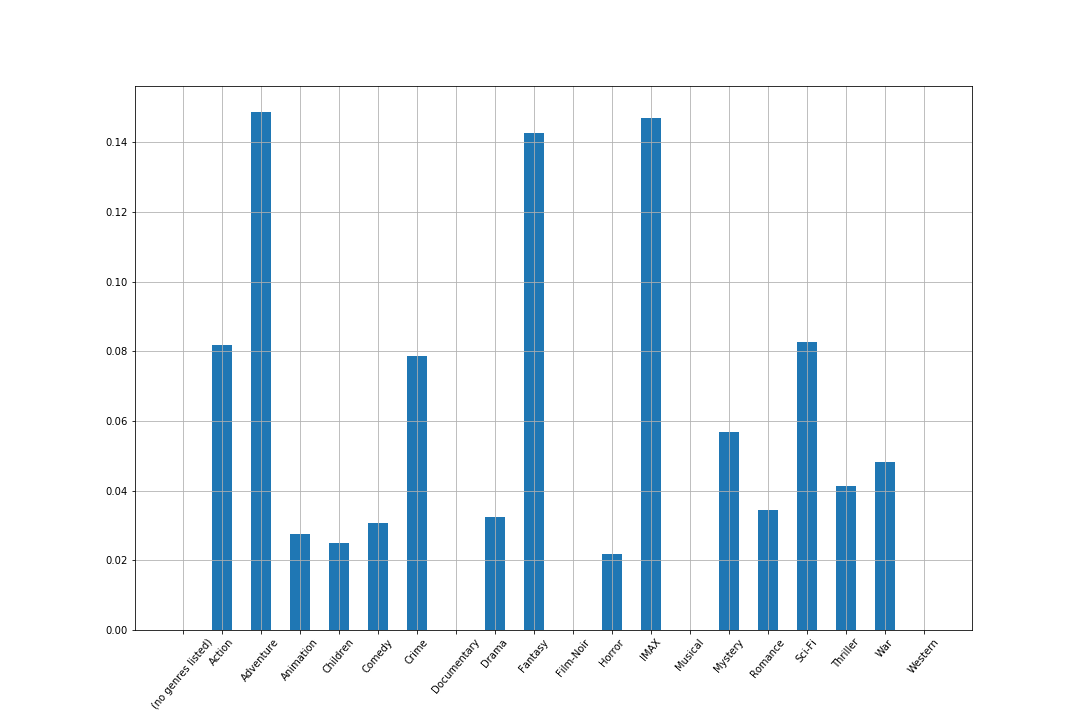 0.14
0.12
0.10
0.08
0.06
0.04
0.02
0.00
(no genres listed)
Action
Adventure
Animation
Children
Comedy
Crime
Documentary
Drama
Fantasy
Film-Noir
Horror
IMAX
Musical
Mystery
Romance
Sci-Fi
Thriller
War
Western